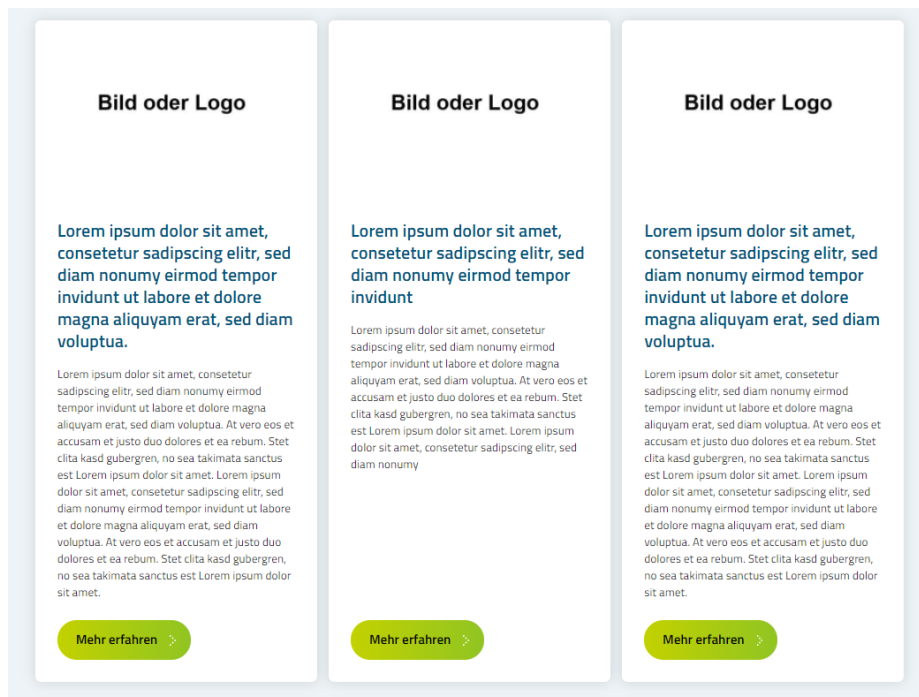 Bild oder Logo
Lorem ipsum dolor sit amet,
consetetur sadipscing elitr, sed
diam nonumy eirmod tempor
invidunt ut labore et dolore
magna aliquyam erat, sed diam
voluptua.
Lorem ipsum dolor sit amet, consetetur
sadipscing elitr, sed diam nonumy eirmod
tempor invidunt ut labore et dolore magna
aliquyam erat, sed diam voluptua. At vero eos et
accusam et justo duo dolores et ea rebum. Stet
clita kasd gubergren, no sea takimata sanctus
est Lorem ipsum dolor sit amet. Lorem ipsum
dolor sit amet, consetetur sadipscing elitr, sed
diam nonumy eirmod tempor invidunt ut labore
et dolore magna aliquyam erat, sed diam
voluptua. At vero eos et accusam et justo duo
dolores et ea rebum. Stet clita kasd gubergren,
no sea takimata sanctus est Lorem ipsum dolor
sit amet.
Mehr erfahren
Bild oder Logo
Lorem ipsum dolor sit amet,
consetetur sadipscing elitr, sed
diam nonumy eirmod tempor
invidunt
Lorem ipsum dolor sit amet, consetetur
sadipscing elitr, sed diam nonumy eirmod
tempor invidunt ut labore et dolore magna
aliquyam erat, sed diam voluptua. At vero eos et
accusam et justo duo dolores et ea rebum. Stet
clita kasd gubergren, no sea takimata sanctus
est Lorem ipsum dolor sit amet. Lorem ipsum
dolor sit amet, consetetur sadipscing elitr, sed
diam nonumy
Mehr erfahren
Bild oder Logo
Lorem ipsum dolor sit amet,
consetetur sadipscing elitr, sed
diam nonumy eirmod tempor
invidunt ut labore et dolore
magna aliquyam erat, sed diam
voluptua.
Lorem ipsum dolor sit amet, consetetur
sadipscing elitr, sed diam nonumy eirmod
tempor invidunt ut labore et dolore magna
aliquyam erat, sed diam voluptua. At vero eos et
accusam et justo duo dolores et ea rebum. Stet
clita kasd gubergren, no sea takimata sanctus
est Lorem ipsum dolor sit amet. Lorem ipsum
dolor sit amet, consetetur sadipscing elitr, sed
diam nonumy eirmod tempor invidunt ut labore
et dolore magna aliquyam erat, sed diam
voluptua. At vero eos et accusam et justo duo
dolores et ea rebum. Stet clita kasd gubergren,
no sea takimata sanctus est Lorem ipsum dolor
sit amet.
Mehr erfahren